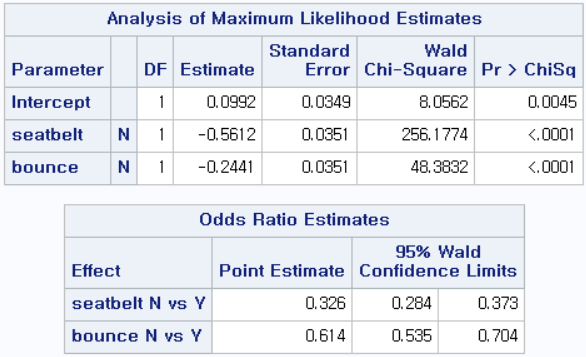 Analysis of Maximum Likelihood Estimates
Parameter DF Estimate Standard Error Wald Chi-Square Pr > ChiSq
Intercept 1 0.0992 0.0349 8.0562 0.0045
seatbelt N 1 -0.5612 0.0351 256.1774 <.0001
bounce N 1 -0.2441 0.0351 48.3832 <.0001
Odds Ratio Estimates
Effect Point Estimate 95% Wald Confidence Limits
seatbelt N vs Y 0.326 0.284 0.373
bounce N vs Y 0.614 0.535 0.704